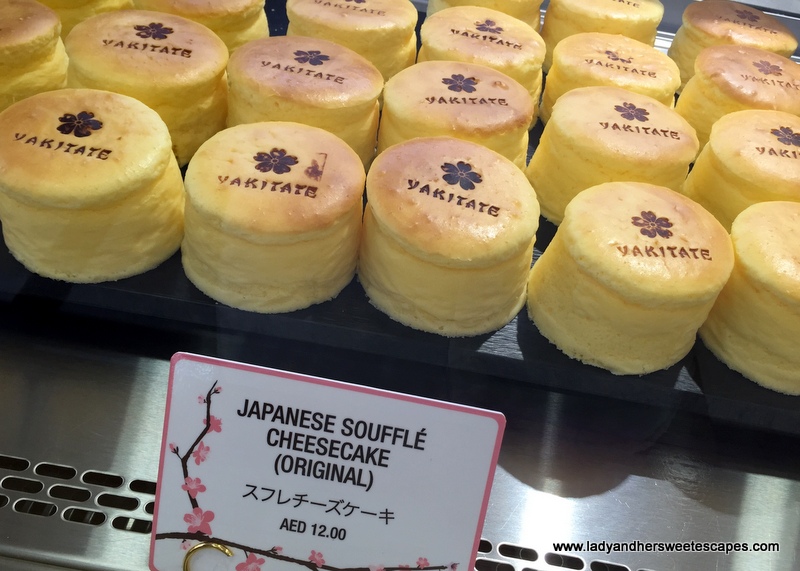 YAKITATE
YAKITATE
YAKITATE
YAKITATE
YAKITATE
YAKITATE
YAKITATE
YAKITATE
YAKITATE
YAKITATE
JAPANESE SOUFFLÉ
CHEESECAKE
(ORIGINAL)
スフレチーズケーキ
AED 12.00
www.ladyandhersweetescapes.com